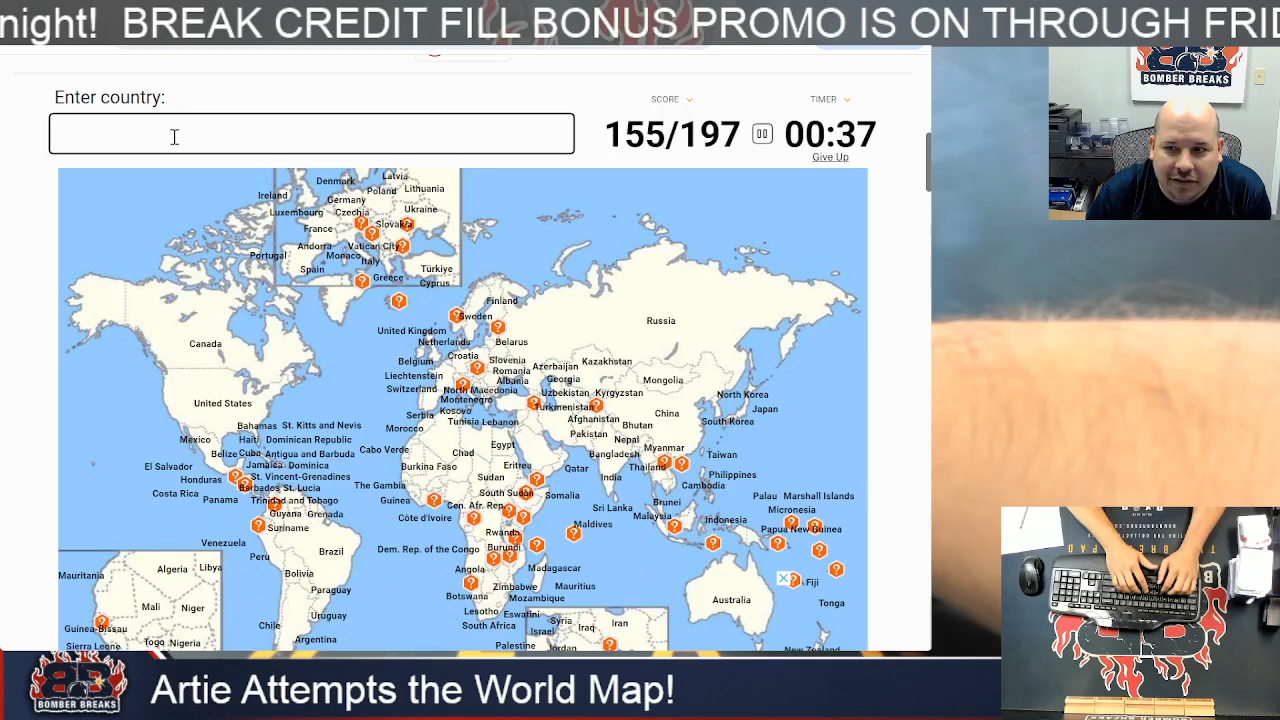 night!  BREAK CREDIT FILL BONUS PROMO IS ON THROUGH FRI
Enter country:
SCORE
155/197
TIMER
00:37
Give Up
BOMBER BREAKS
Latvia
Denmark
Poland Lithuania
Ireland
Germany
Luxembourg Czechia Ukraine
France Slovakia
Andorra Vatican City
Portugal Monaco Italy
Spain Türkiye
Greece Cyprus
Finland
Sweden
Russia
United Kingdom
Netherlands Belarus
Canada
Croatia Slovenia
Belgium Romania Azerbaijan Kazakhstan
Liechtenstein Albania Georgia Mongolia
Switzerland North Macedonia Uzbekistan Kyrgyzstan
United States Montenegro Turkmenistan North Korea
Kosovo China Japan
Serbia Tunisia Lebanon Afghanistan Bhutan South Korea
Bahamas St. Kitts and Nevis Morocco Pakistan
Mexico Haiti Dominican Republic Egypt Nepal Myanmar
Belize Cuba Antigua and Barbuda Cabo Verde Chad Bangladesh Taiwan
El Salvador Jamaica Dominica Burkina Faso Eritrea Qatar Thailand
Honduras St. Vincent-Grenadines The Gambia Sudan India Philippines
Costa Rica Barbados St. Lucia Guinea South Sudan Somalia Cambodia
Panama Trinidad and Tobago Cen. Afr. Rep. Sri Lanka Brunei Palau Marshall Islands
Guyana Grenada Côte d'Ivoire Maldives Malaysia Indonesia Micronesia
Suriname Rwanda Papua New Guinea
Venezuela Dem. Rep. of the Congo Burundi
Peru Brazil Angola Madagascar
Mauritania Algeria Libya Bolivia Botswana Zimbabwe Mauritius Fiji
Paraguay Lesotho Mozambique Australia Tonga
Mali Niger Uruguay Eswatini
Guinea-Bissau Chile South Africa Syria Iraq Iran
Sierra Leone Togo Nigeria Argentina Israel
Palestine Jordan New Zealand
BOMBER BREAKS
Artie Attempts the World Map!